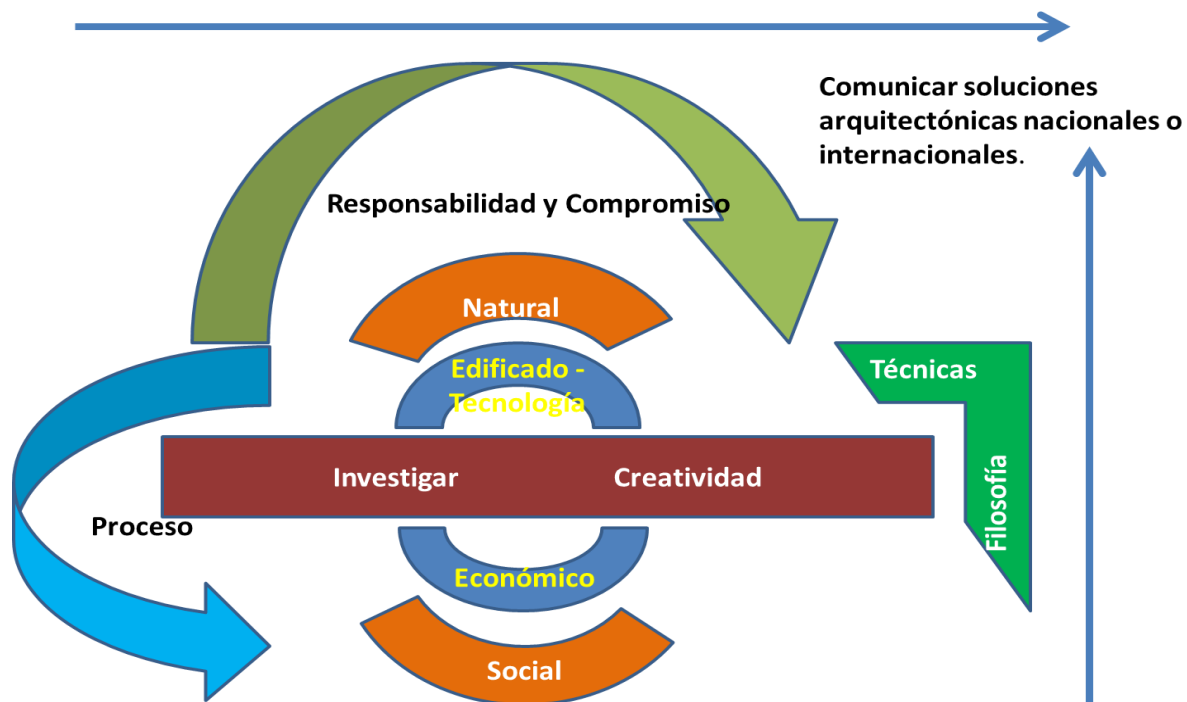 Comunicar soluciones
arquitectónicas nacionales o
internacionales.
Responsabilidad y Compromiso
Natural
Edificado -
Tecnología
Técnicas
Investigar
Creatividad
Filosofía
Proceso
Económico
Social